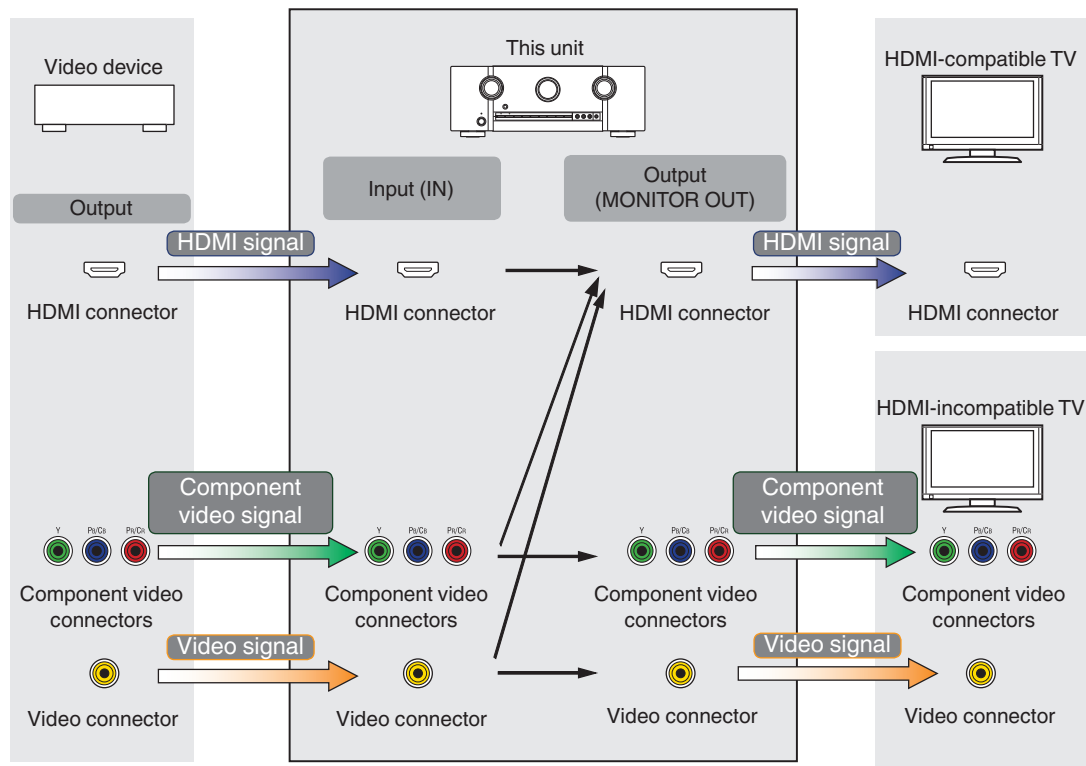 This unit
HDMI-compatible TV
Video device
Input (IN)
Output
(MONITOR OUT)
Output
HDMI signal
HDMI signal
HDMI connector
HDMI connector
HDMI connector
HDMI connector
HDMI-incompatible TV
Component
video signal
Component
video signal
Y
PB/CB
PR/CR
Y
PB/CB
PR/CR
Y
PB/CB
PR/CR
Y
PB/CB
PR/CR
Component video
connectors
Component video
connectors
Component video
connectors
Component video
connectors
Video signal
Video signal
Video connector
Video connector
Video connector
Video connector